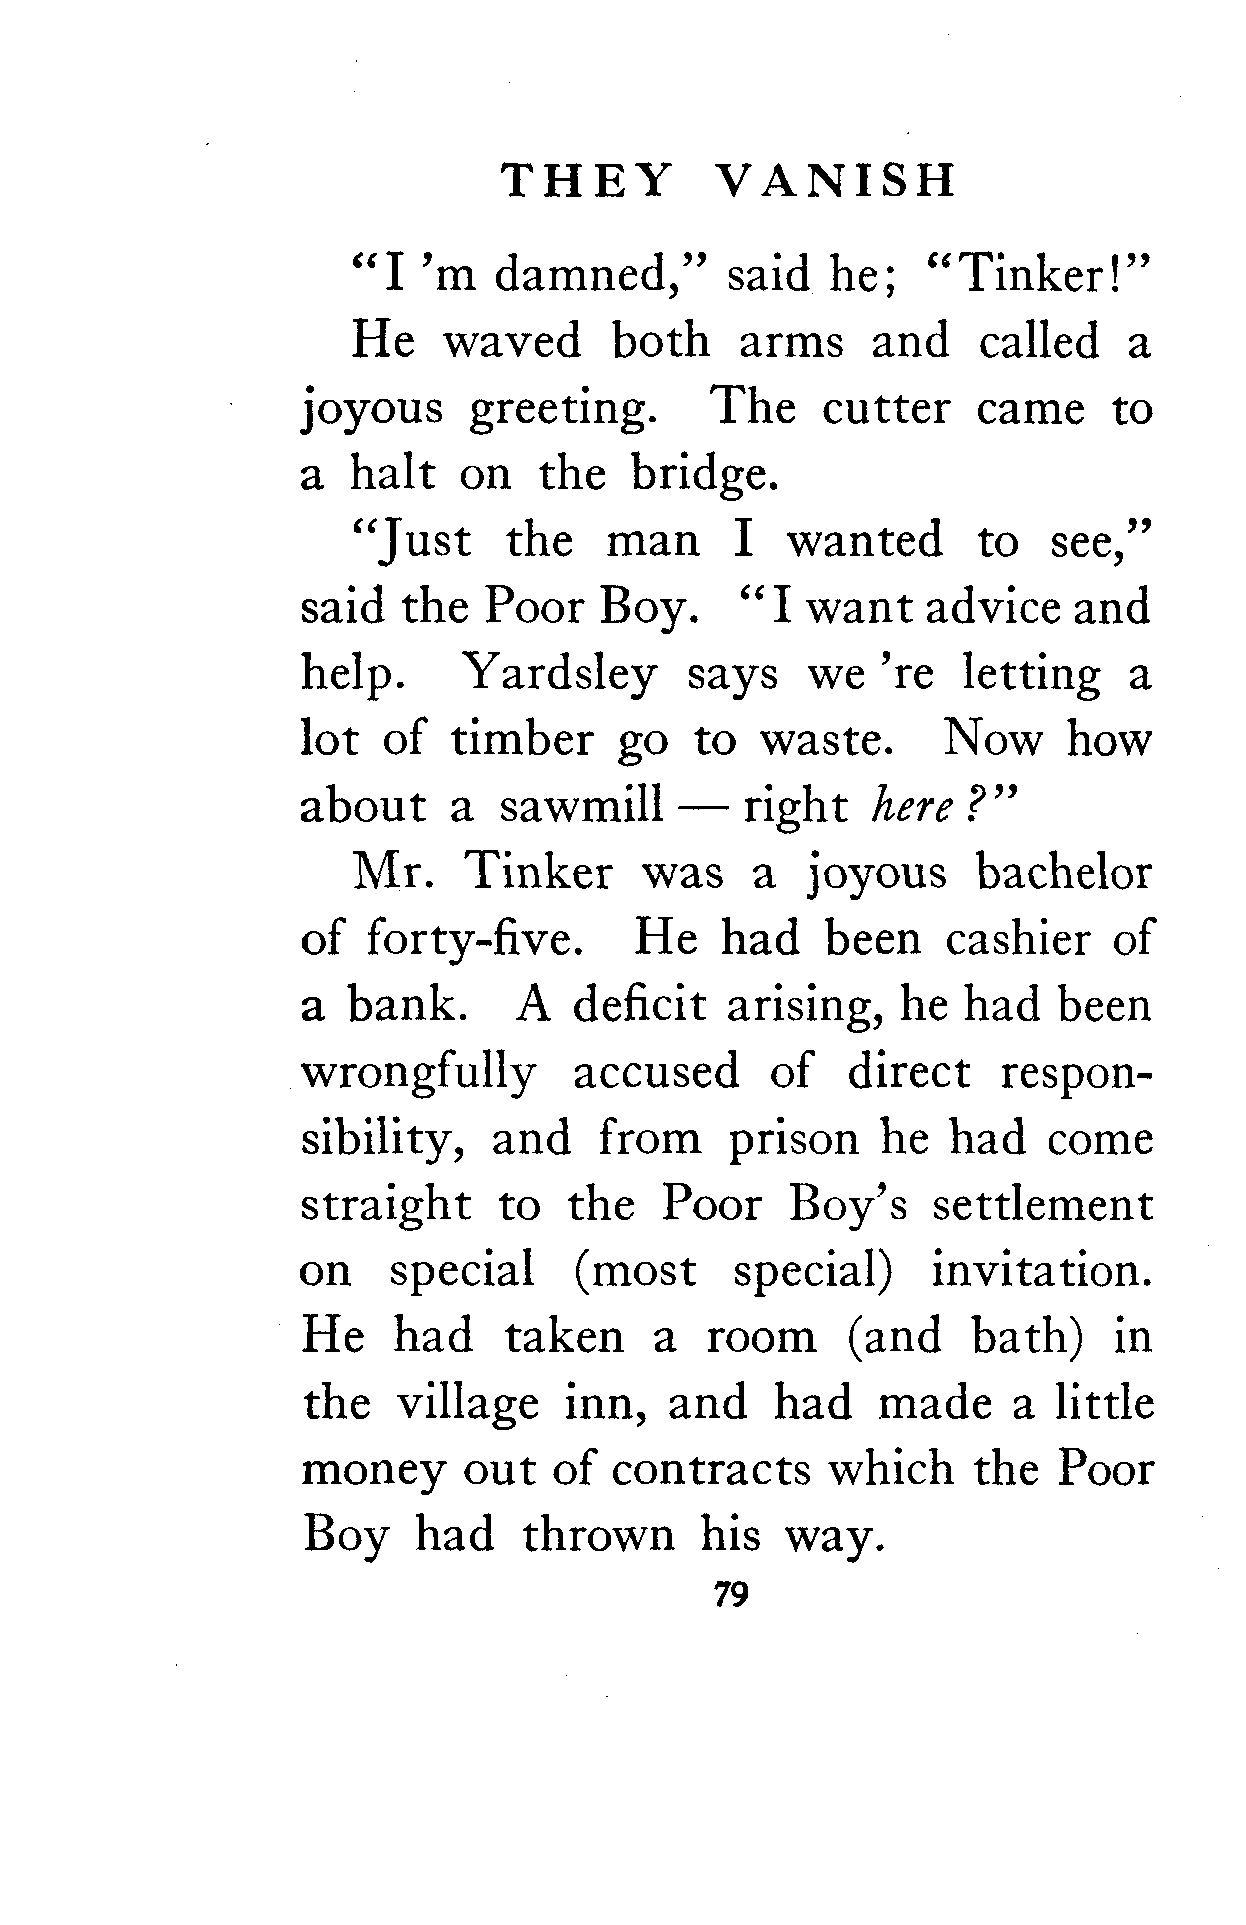 THEY VANISH
"I 'm damned," said he; "Tinker!"
He waved both arms and called a
joyous greeting. The cutter came to
a halt on the bridge.
"Just the man I wanted to see,"
said the Poor Boy. "I want advice and
help. Yardsley says we 're letting a
lot of timber go to waste. Now how
about a sawmill — right here?"
Mr. Tinker was a joyous bachelor
of forty-five. He had been cashier of
a bank. A deficit arising, he had been
wrongfully accused of direct respon-
sibility, and from prison he had come
straight to the Poor Boy's settlement
on special (most special) invitation.
He had taken a room (and bath) in
the village inn, and had made a little
money out of contracts which the Poor
Boy had thrown his way.
79